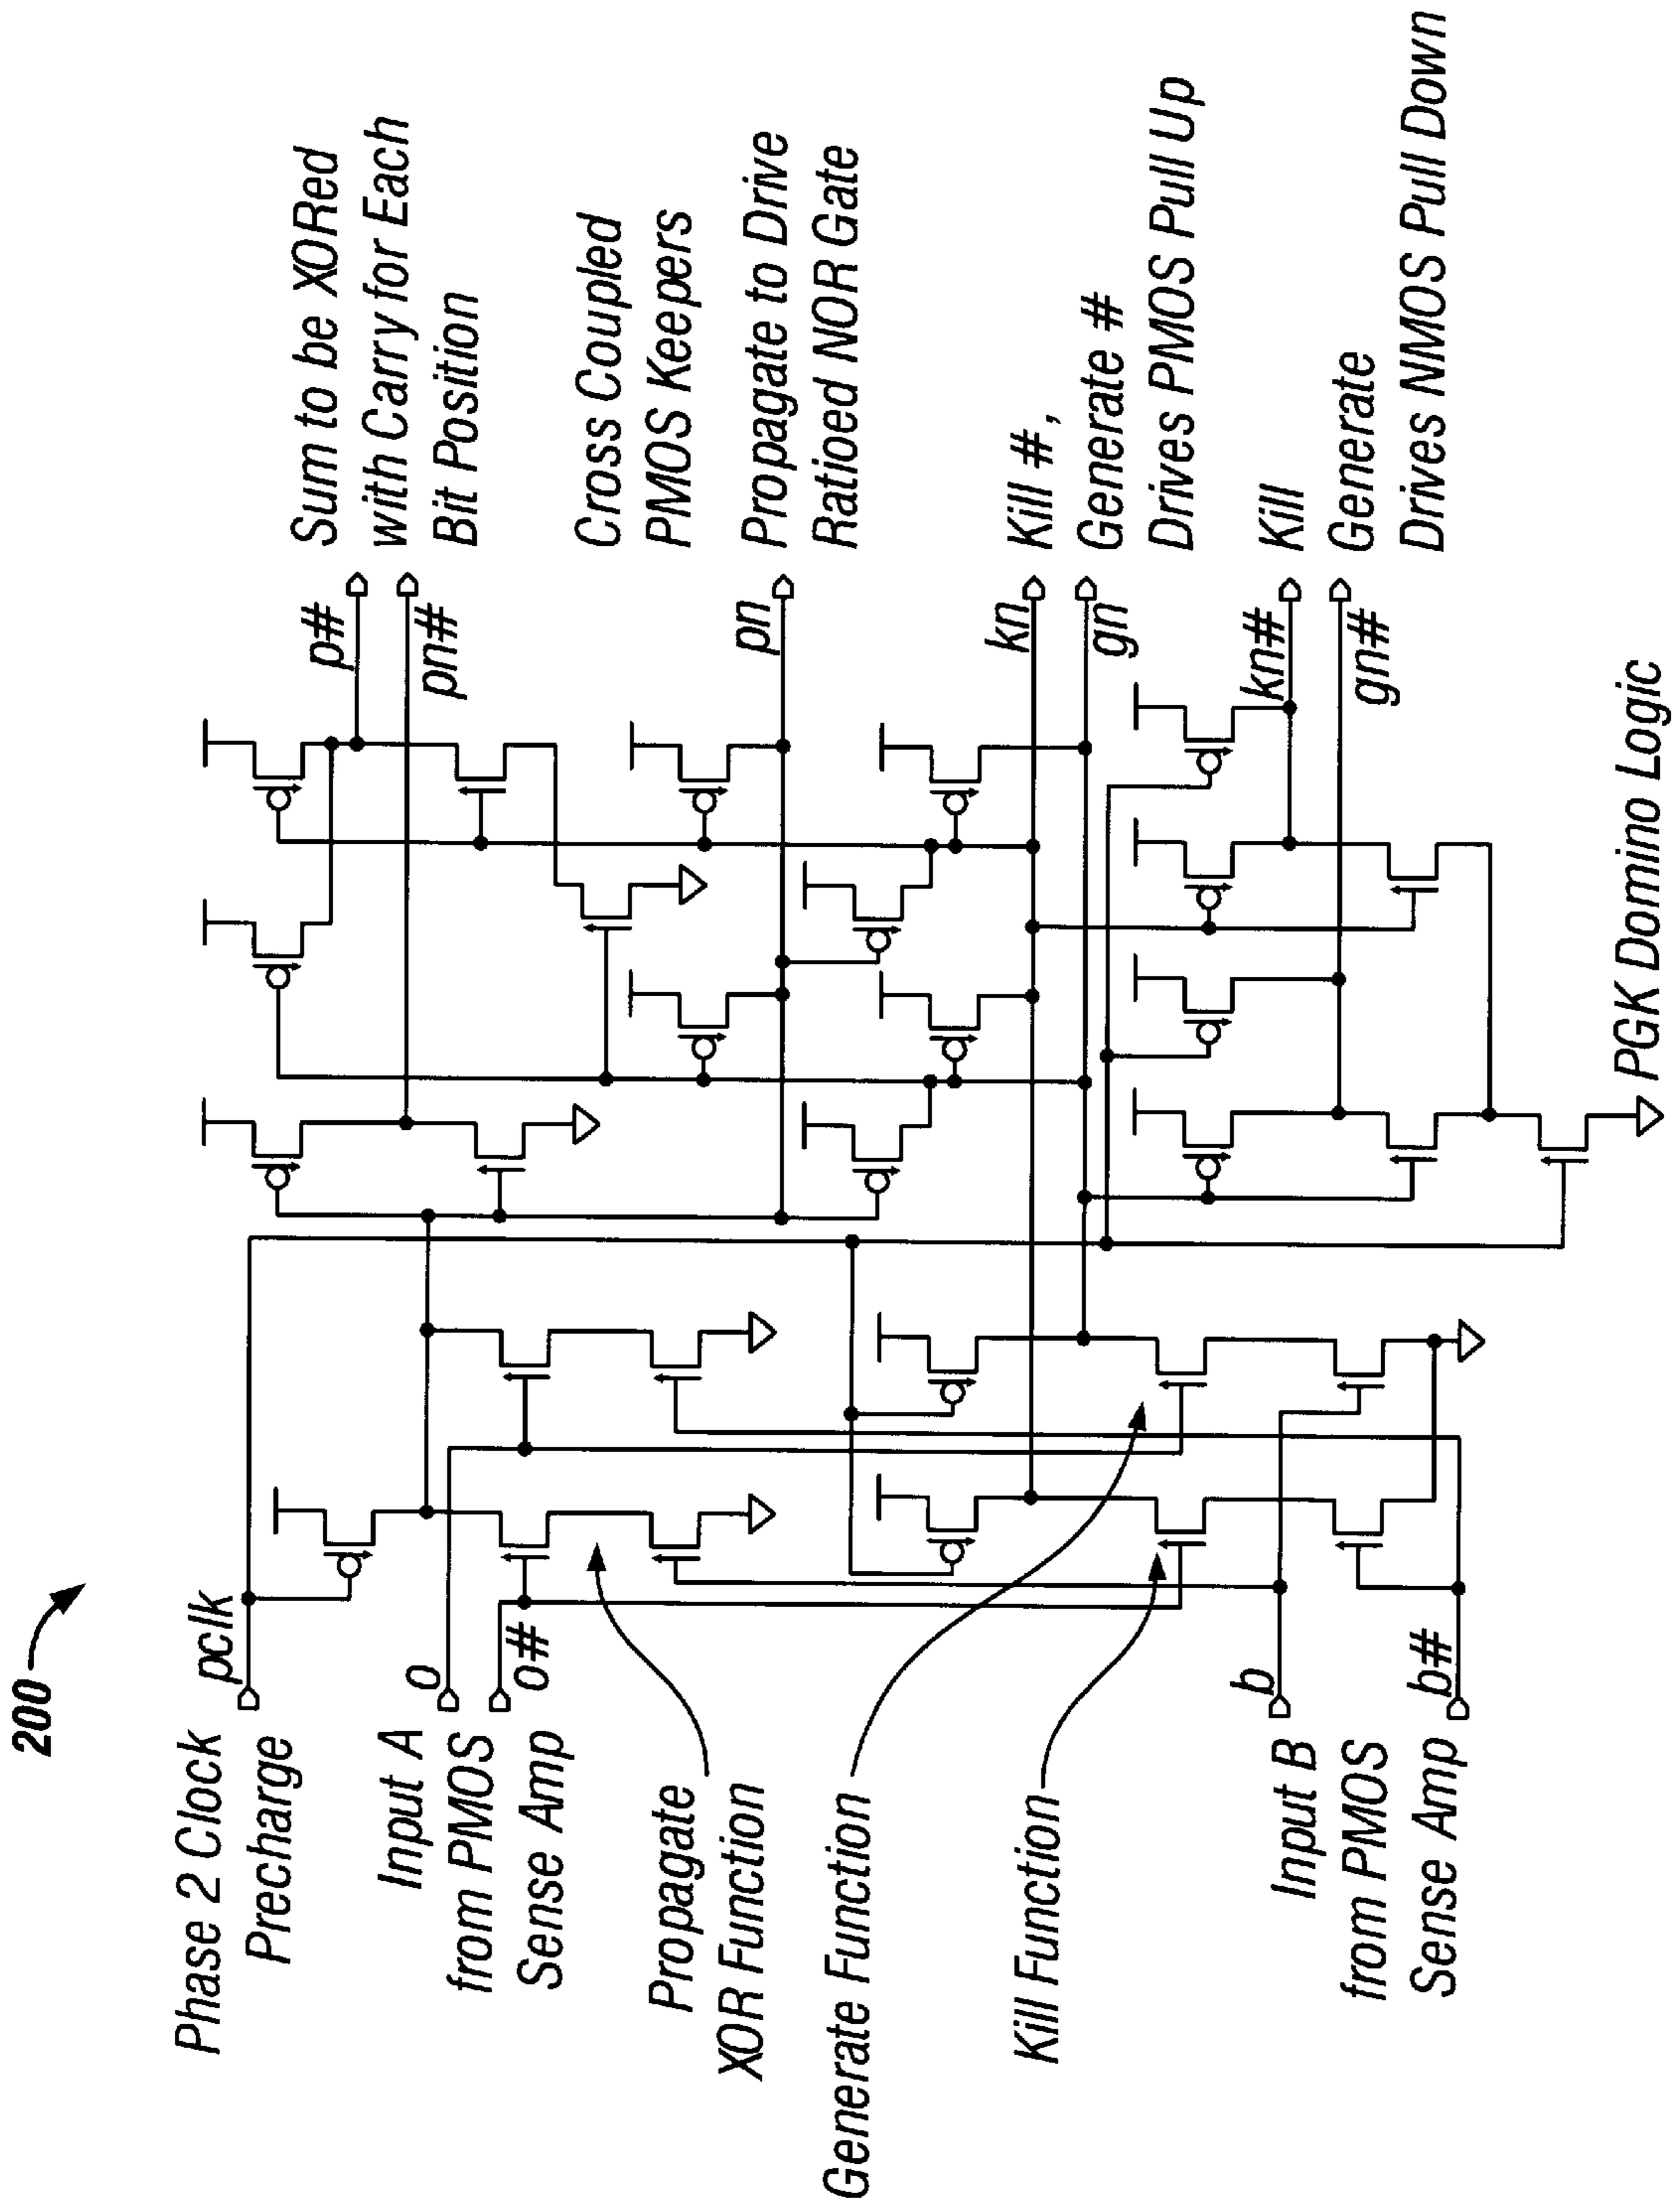 200
Phase 2 Clock
Precharge
pclk
Input A
from PMOS
Sense Amp
o
o#
Propagate
XOR Function
Generate Function
Kill Function
Input B
from PMOS
Sense Amp
b
b#
p#
pn#
Sum to be XORed
with Carry for Each
Bit Position
Cross Coupled
PMOS Keepers
pn
Propagate to Drive
Ratioed NOR Gate
kn
gn
Kill #,
Generate #
Drives PMOS Pull Up
kn#
gn#
Kill
Generate
Drives NMOS Pull Down
PGK Domino Logic